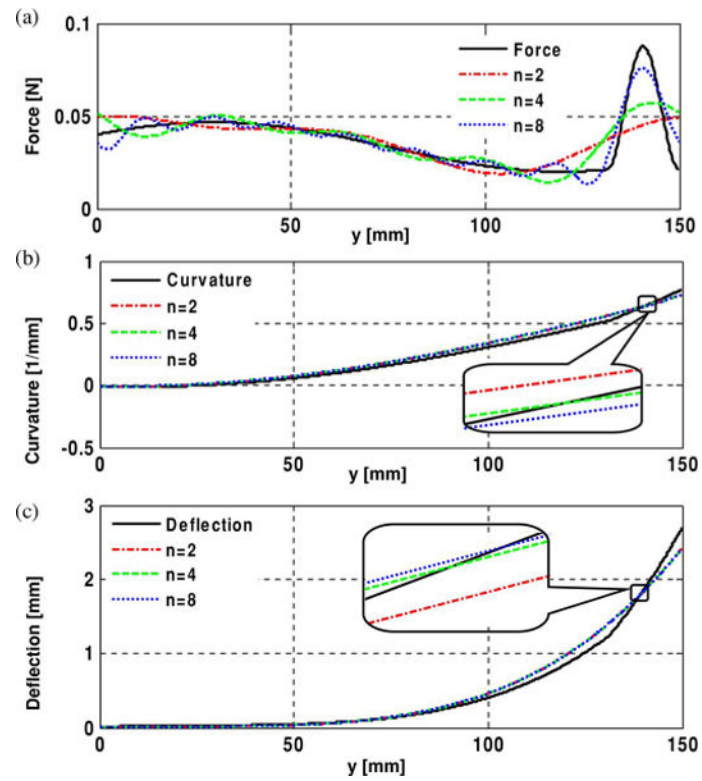 (a)
0.1
0.05
0
Force [N]
Force
n=2
n=4
n=8
0
50
100
150
y [mm]
(b)
1
0.5
0
-0.5
Curvature [1/mm]
Curvature
n=2
n=4
n=8
0
50
100
150
y [mm]
(c)
3
2
1
0
Deflection [mm]
Deflection
n=2
n=4
n=8
0
50
100
150
y [mm]